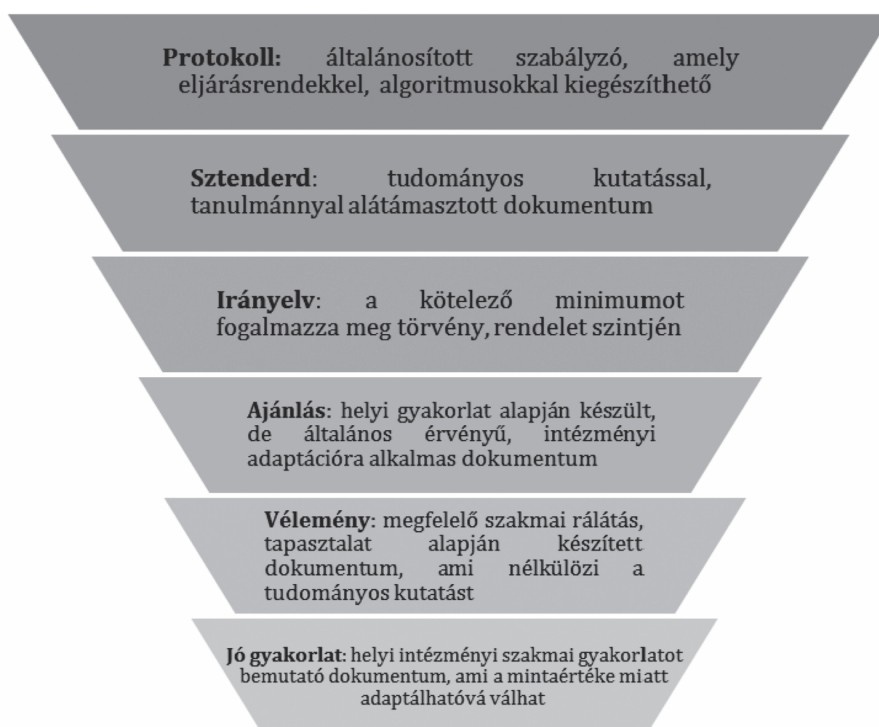 Protokoll: általánosított szabályzó, amely
eljárásrendekkel, algoritmusokkal kiegészíthető
Sztenderd: tudományos kutatással,
tanulmánnyal alátámasztott dokumentum
Irányelv: a kötelező minimumot
fogalmazza meg törvény, rendelet szintjén
Ajánlás: helyi gyakorlat alapján készült,
de általános érvényű, intézményi
adaptációra alkalmas dokumentum
Vélemény: megfelelő szakmai rálátás,
tapasztalat alapján készített
dokumentum, ami nélkülözi a
tudományos kutatást
Jó gyakorlat: helyi intézményi szakmai gyakorlatot
bemutató dokumentum, ami a mintaértéke miatt
adaptálhatóvá válhat